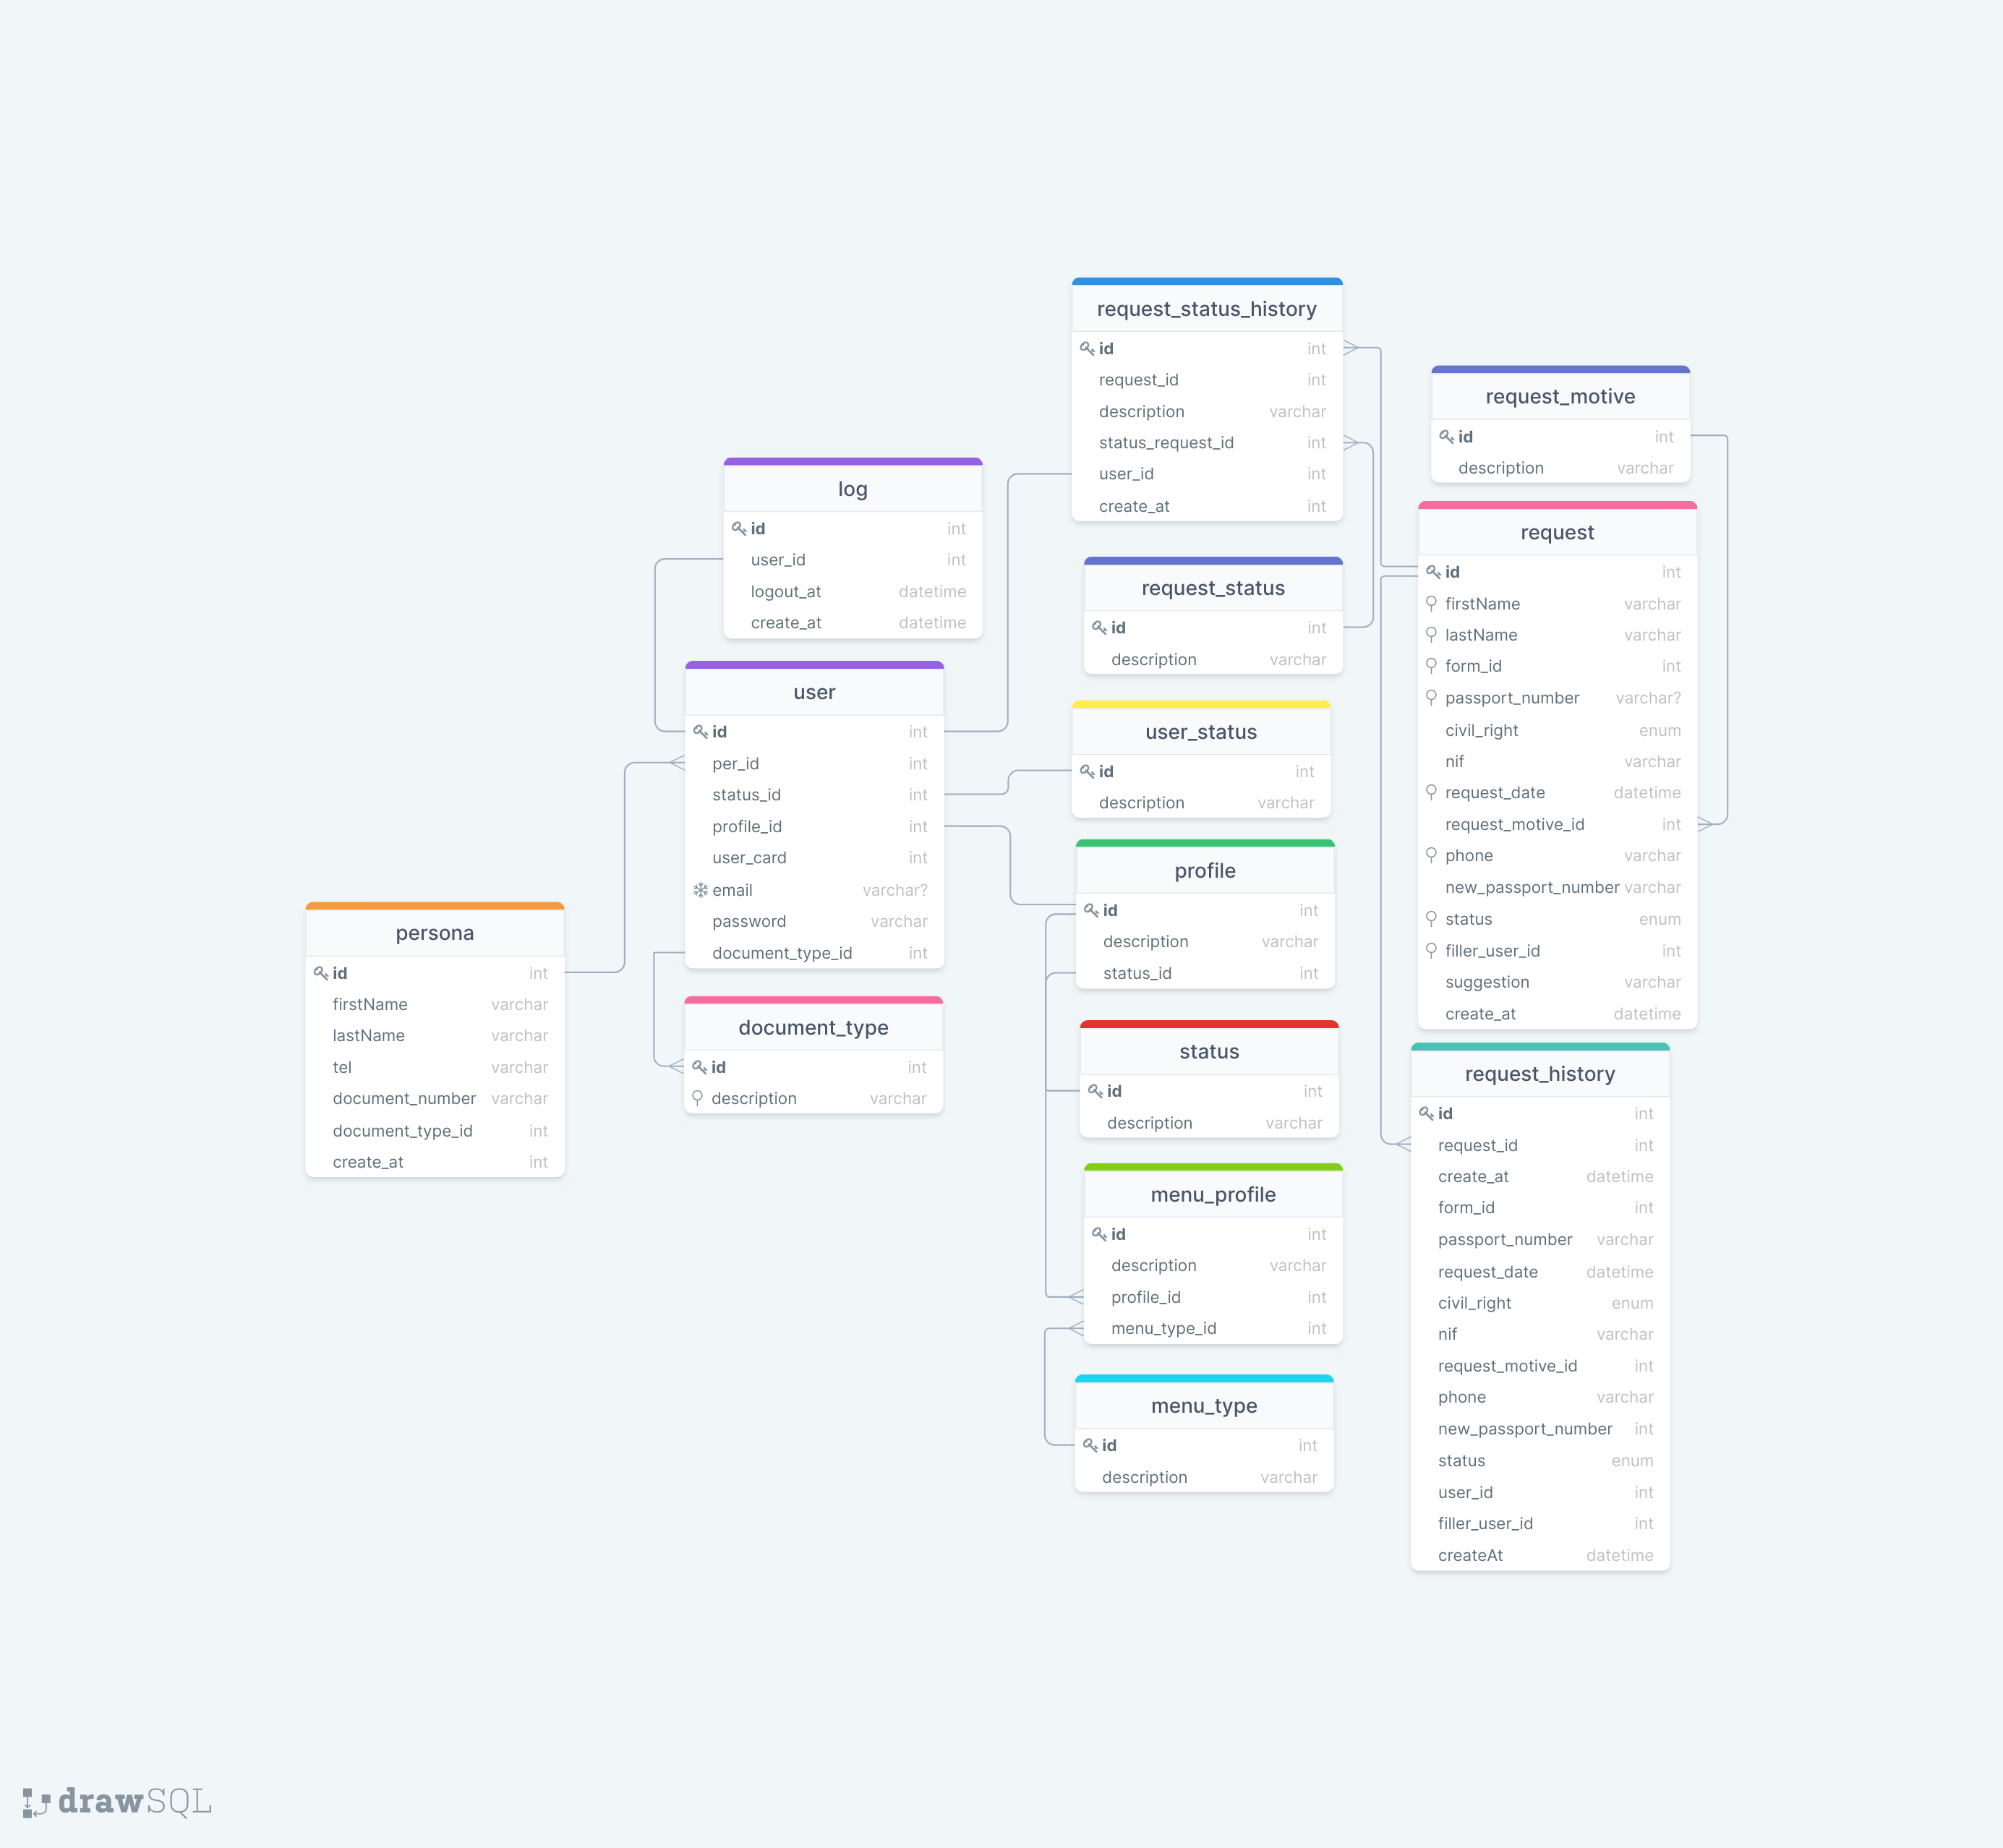 request_status_history
id int
request_id int
description varchar
status_request_id int
user_id int
create_at int
request_motive
id int
description varchar
log
id int
user_id int
logout_at datetime
create_at datetime
request
id int
firstName varchar
lastName varchar
form_id int
passport_number varchar?
civil_right enum
nif varchar
request_date datetime
request_motive_id int
phone varchar
new_passport_number varchar
status enum
filler_user_id int
suggestion varchar
create_at datetime
request_status
id int
description varchar
user
id int
per_id int
status_id int
profile_id int
user_card int
email varchar?
password varchar
document_type_id int
user_status
id int
description varchar
profile
id int
description varchar
status_id int
persona
id int
firstName varchar
lastName varchar
tel varchar
document_number varchar
document_type_id int
create_at int
document_type
id int
description varchar
status
id int
description varchar
request_history
id int
request_id int
create_at datetime
form_id int
passport_number varchar
request_date datetime
civil_right enum
nif varchar
request_motive_id int
phone varchar
new_passport_number int
status enum
user_id int
filler_user_id int
createAt datetime
menu_profile
id int
description varchar
profile_id int
menu_type_id int
menu_type
id int
description varchar
drawSQL